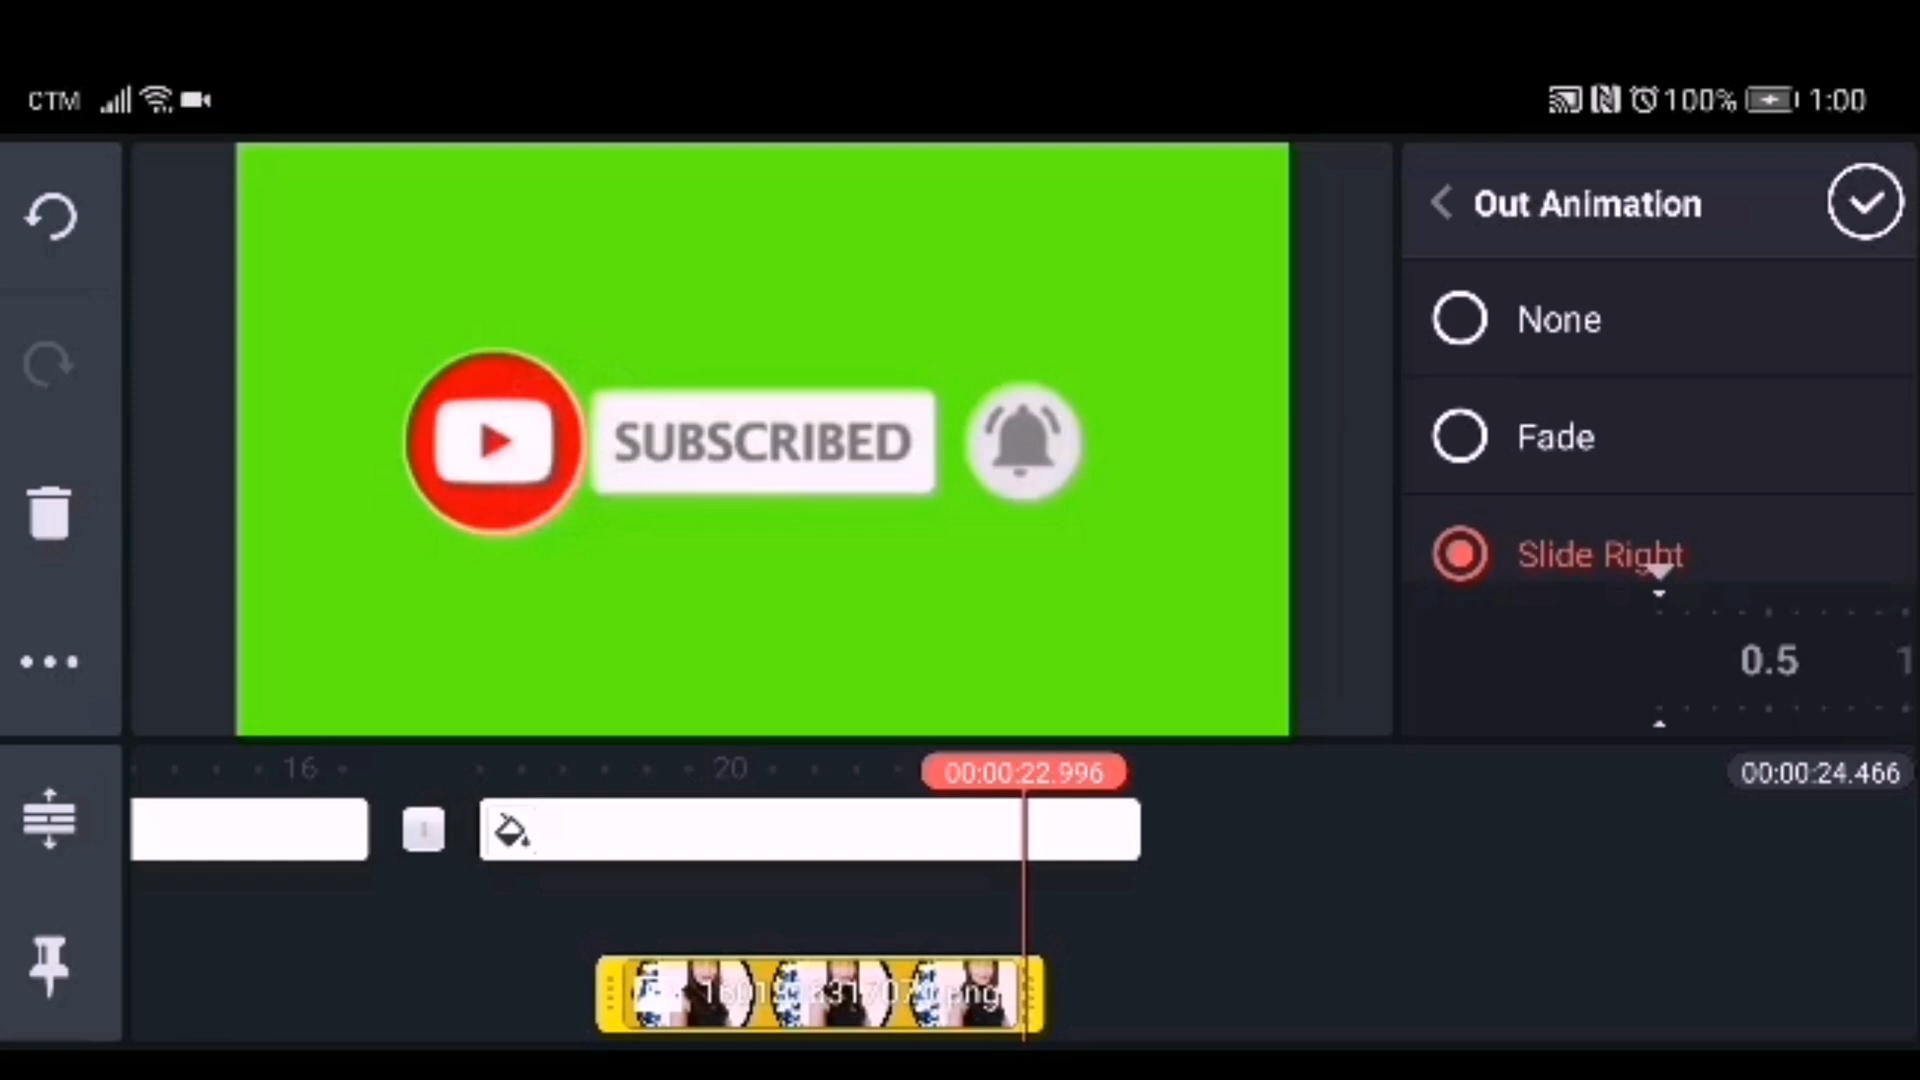 CTM
100% 1:00
Out Animation
None
Fade
Slide Right
SUBSCRIBED
0.5 1
16 20 00:00:22.996 00:00:24.466